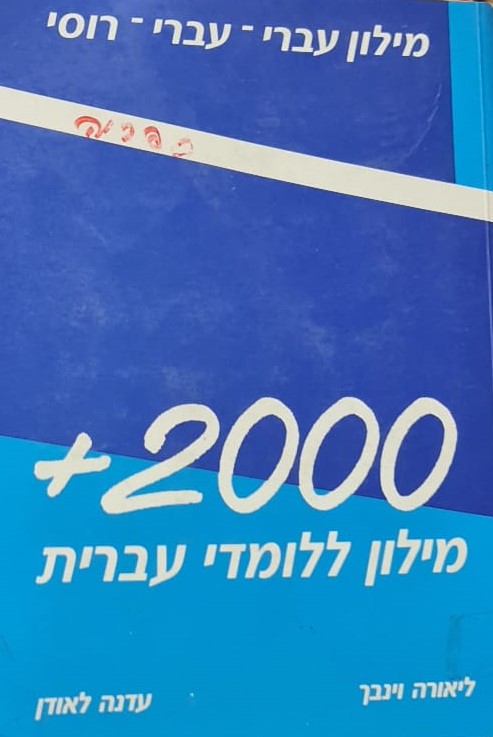 מילון עברי - עברי - רוסי
+2000
מילון ללומדי עברית
ליאורה וינבך
עדנה לאודן